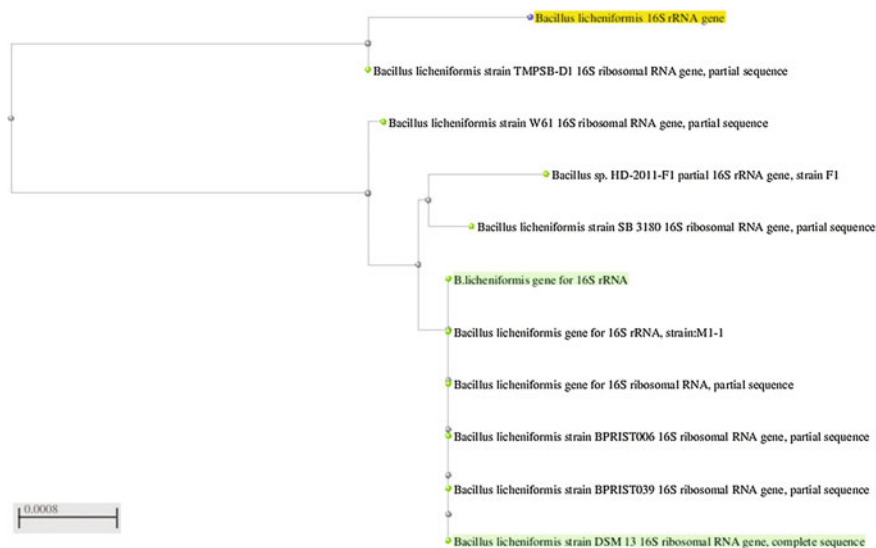 Bacillus licheniformis 16S rRNA gene
Bacillus licheniformis strain TMPSB-D1 16S ribosomal RNA gene, partial sequence
Bacillus licheniformis strain W61 16S ribosomal RNA gene, partial sequence
Bacillus sp. HD-2011-F1 partial 16S rRNA gene, strain F1
Bacillus licheniformis strain SB 3180 16S ribosomal RNA gene, partial sequence
B.licheniformis gene for 16S rRNA
Bacillus licheniformis gene for 16S rRNA, strain:M1-1
Bacillus licheniformis gene for 16S ribosomal RNA, partial sequence
Bacillus licheniformis strain BPRIST006 16S ribosomal RNA gene, partial sequence
Bacillus licheniformis strain BPRIST039 16S ribosomal RNA gene, partial sequence
0.0008
Bacillus licheniformis strain DSM 13 16S ribosomal RNA gene, complete sequence